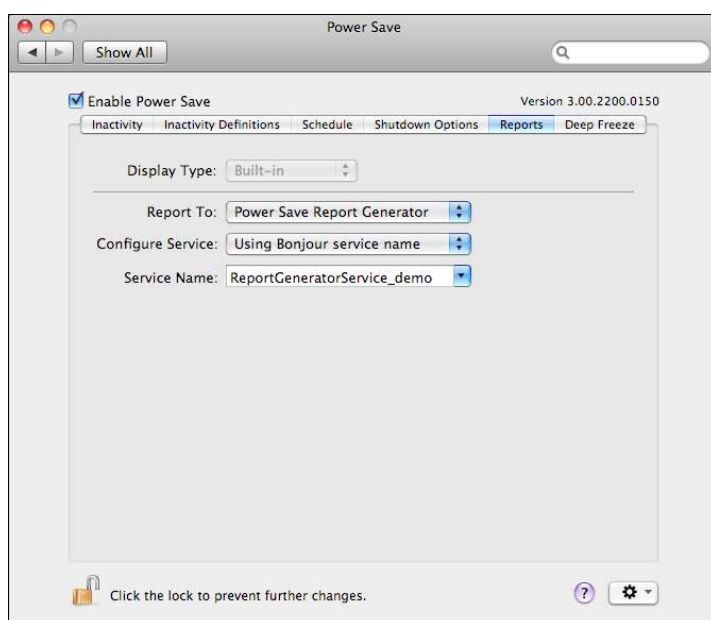 Power Save
Show All
Enable Power Save
Version 3.00.2200.0150
Inactivity Inactivity Definitions Schedule Shutdown Options Reports Deep Freeze
Display Type: Built-in
Report To: Power Save Report Generator
Configure Service: Using Bonjour service name
Service Name: ReportGeneratorService_demo
Click the lock to prevent further changes.
?